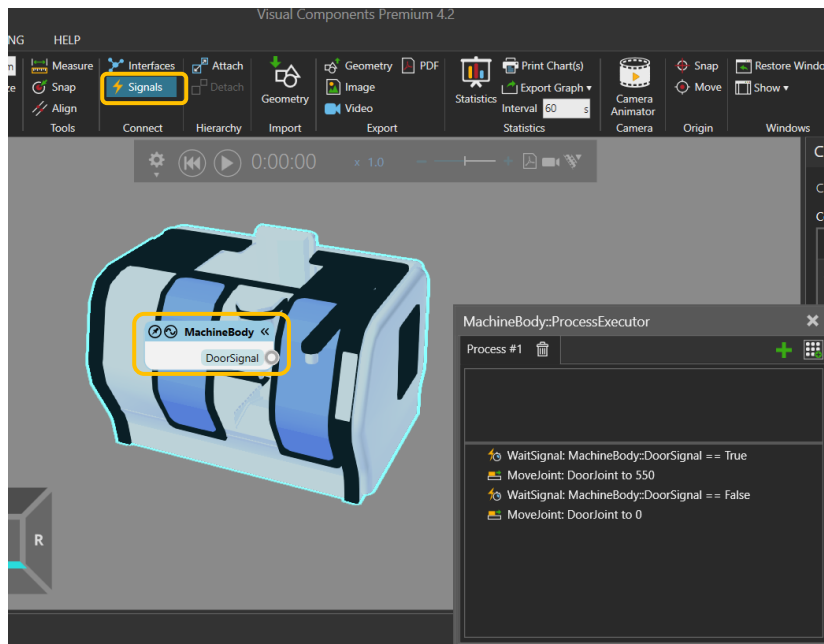 Visual Components Premium 4.2
NG HELP
Measure Interfaces Attach Geometry PDF Print Chart(s) Snap Restore Windo
Snap Signals Detach Image Export Graph Move Show
Align Geometry Video Statistics Interval 60 s Camera Animator
Tools Connect Hierarchy Import Export Statistics Camera Origin Windows
0:00:00 x 1.0
MachineBody
DoorSignal
MachineBody::ProcessExecutor
Process #1
WaitSignal: MachineBody::DoorSignal == True
MoveJoint: DoorJoint to 550
WaitSignal: MachineBody::DoorSignal == False
MoveJoint: DoorJoint to 0
R